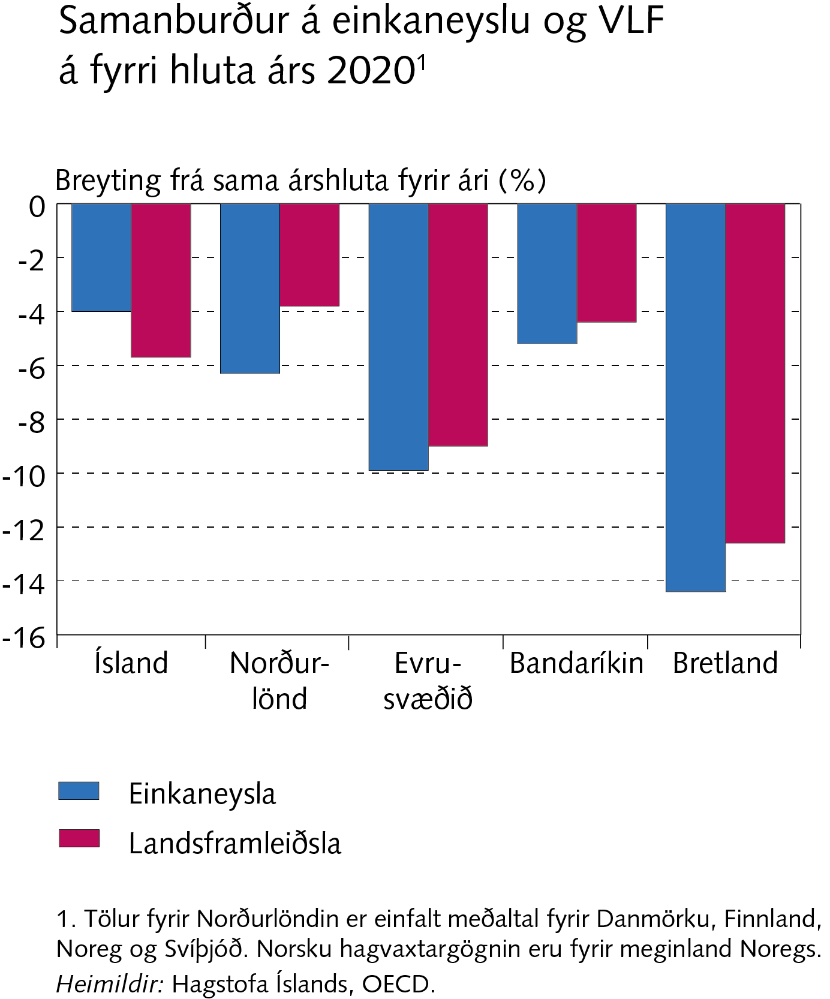 Samanburður á einkaneyslu og VLF
á fyrri hluta árs 2020¹
Breyting frá sama árshluta fyrir ári (%)
0
-2
-4
-6
-8
-10
-12
-14
-16
Ísland Norður- Evru- Bandaríkin Bretland
lönd svæðið
Einkaneysla
Landsframleiðsla
1. Tölur fyrir Norðurlöndin er einfalt meðaltal fyrir Danmörku, Finnland,
Noreg og Svíþjóð. Norsku hagvaxtargögnin eru fyrir meginland Noregs.
Heimildir: Hagstofa Íslands, OECD.